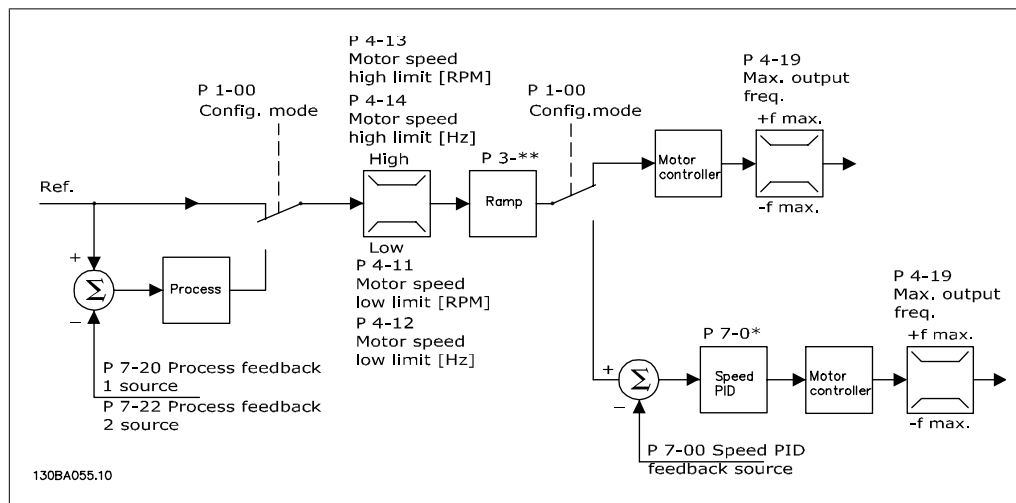 P 4-13
Motor speed
high limit [RPM]
P 4-14
Motor speed
high limit [Hz]
High
P 1-00
Config. mode
P 3-**
P 1-00
Config.mode
P 4-19
Max. output
freq.
+f max.
Motor
controller
-f max.
Ref.
Ramp
Low
P 4-11
Motor speed
low limit [RPM]
P 4-12
Motor speed
low limit [Hz]
+
Σ
Process
−
P 7-20 Process feedback
1 source
P 7-22 Process feedback
2 source
P 7-0*
P 4-19
Max. output
freq.
+f max.
+
Σ
Speed
PID
Motor
controller
−
-f max.
P 7-00 Speed PID
feedback source
130BA055.10